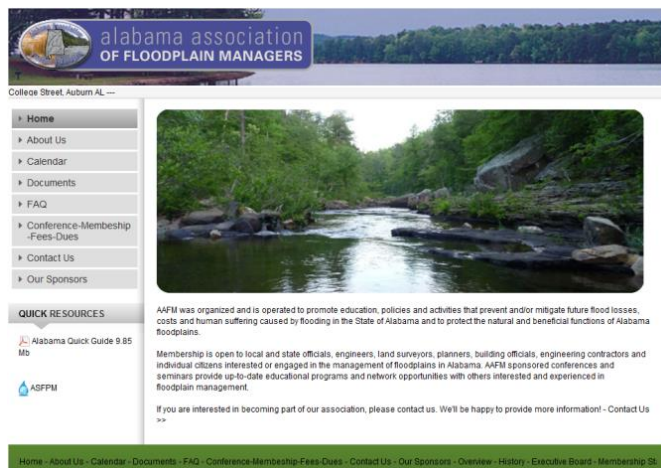 alabama association
OF FLOODPLAIN MANAGERS
College Street, Auburn AL ---
Home
About Us
Calendar
Documents
FAQ
Conference-Membeship
-Fees-Dues
Contact Us
Our Sponsors
QUICK RESOURCES
Alabama Quick Guide 9.85
Mb
ASFPM
AAFM was organized and is operated to promote education, policies and activities that prevent and/or mitigate future flood losses,
costs and human suffering caused by flooding in the State of Alabama and to protect the natural and beneficial functions of Alabama
floodplains.
Membership is open to local and state officials, engineers, land surveyors, planners, building officials, engineering contractors and
individual citizens interested or engaged in the management of floodplains in Alabama. AAFM sponsored conferences and
seminars provide up-to-date educational programs and network opportunities with others interested and experienced in
floodplain management.
If you are interested in becoming part of our association, please contact us. We'll be happy to provide more information! - Contact Us
>>
Home - About Us - Calendar - Documents - FAQ - Conference-Membeship-Fees-Dues - Contact Us - Our Sponsors - Overview - History - Executive Board - Membership St